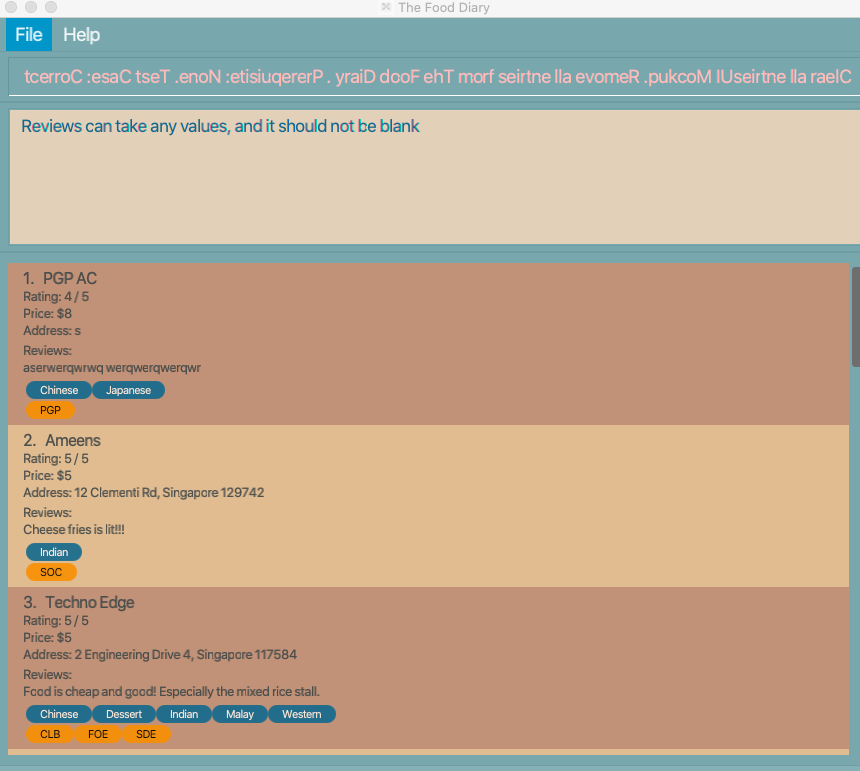 The Food Diary
File Help
tcerroC :esaC tseT .enoN :etisiuqererP . yraiD dooF ehT morf seirtne lla evomeR .pukcoM IUseirtne lla raelC
Reviews can take any values, and it should not be blank
1. PGP AC
Rating: 4 / 5
Price: $8
Address: s
Reviews:
aserwerqwrwq werqwerqwerqwr
Chinese Japanese
PGP
2. Ameens
Rating: 5 / 5
Price: $5
Address: 12 Clementi Rd, Singapore 129742
Reviews:
Cheese fries is lit!!!
Indian
SOC
3. Techno Edge
Rating: 5 / 5
Price: $5
Address: 2 Engineering Drive 4, Singapore 117584
Reviews:
Food is cheap and good! Especially the mixed rice stall.
Chinese Dessert Indian Malay Western
CLB FOE SDE